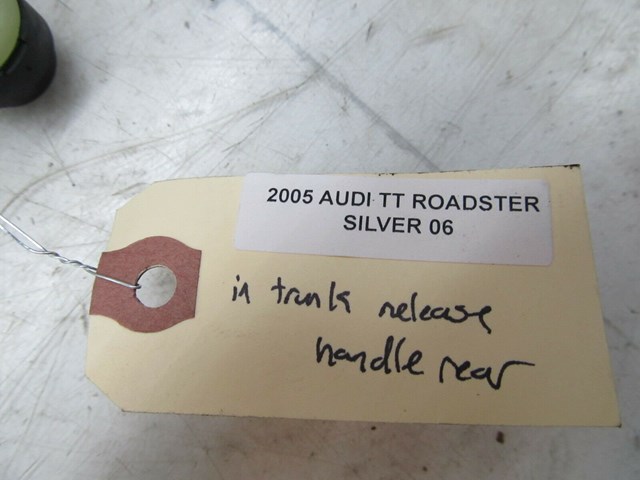 2005 AUDI TT ROADSTER
SILVER 06
in trunk release
handle rear